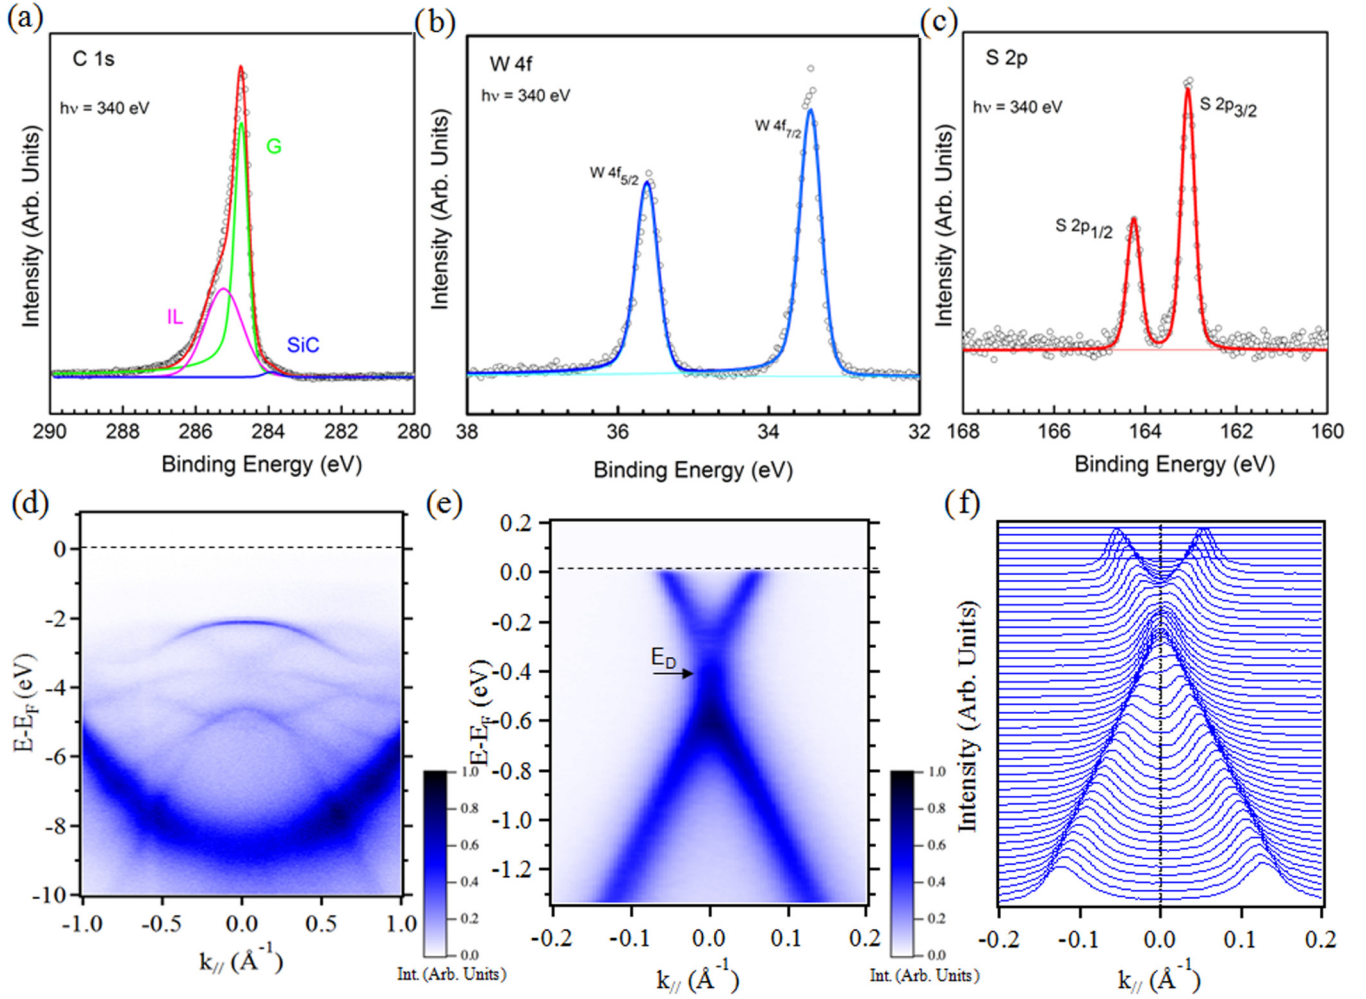 (a)
C 1s
hν = 340 eV
G
IL
SiC
Intensity (Arb. Units)
290 288 286 284 282 280
Binding Energy (eV)
(b)
W 4f
hν = 340 eV
W 4f5/2
W 4f7/2
Intensity (Arb. Units)
38 36 34 32
Binding Energy (eV)
(c)
S 2p
hν = 340 eV
S 2p3/2
S 2p1/2
Intensity (Arb. Units)
168 166 164 162 160
Binding Energy (eV)
(d)
0
-2
-4
-6
-8
-10
E-EF (eV)
-1.0 -0.5 0.0 0.5 1.0
k// (Å-1)
1.0
0.8
0.6
0.4
0.2
0.0
Int. (Arb. Units)
(e)
0.2
0.0
-0.2
-0.4
-0.6
-0.8
-1.0
-1.2
E-EF (eV)
ED
-0.2 -0.1 0.0 0.1 0.2
k// (Å-1)
1.0
0.8
0.6
0.4
0.2
0.0
Int. (Arb. Units)
(f)
Intensity (Arb. Units)
-0.2 -0.1 0.0 0.1 0.2
k// (Å-1)